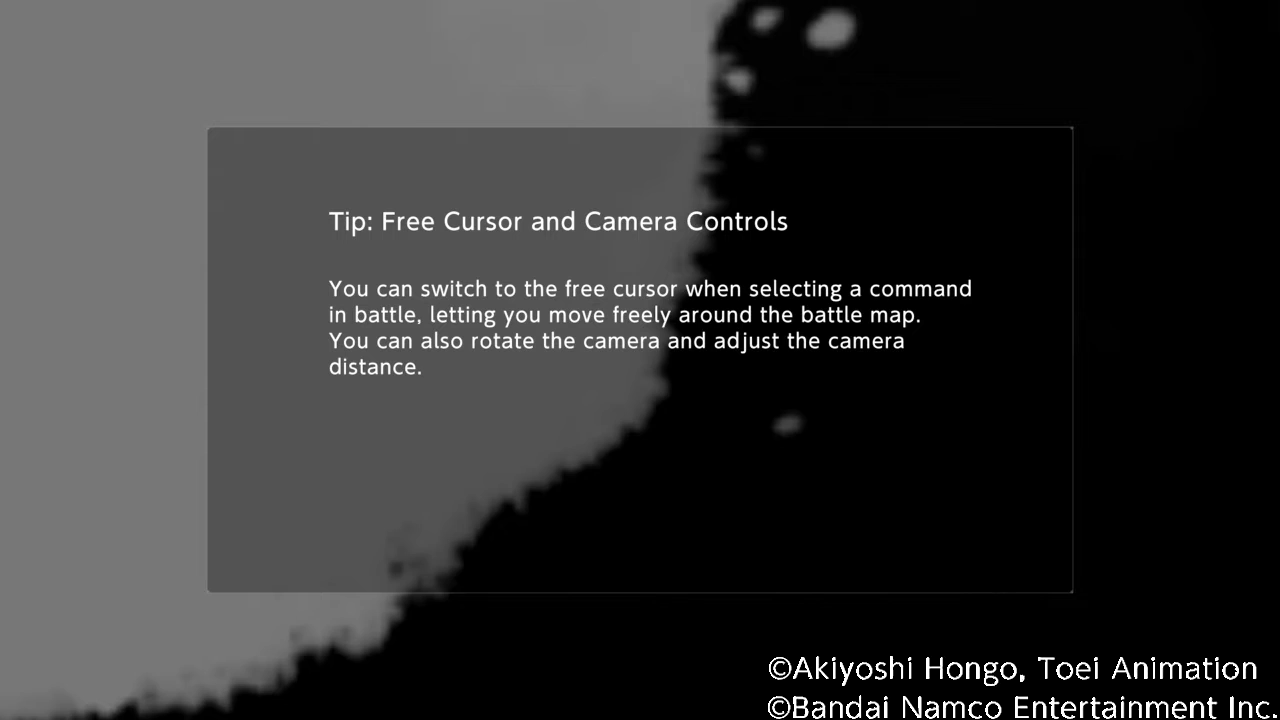 Tip: Free Cursor and Camera Controls
You can switch to the free cursor when selecting a command
in battle, letting you move freely around the battle map.
You can also rotate the camera and adjust the camera
distance.
©Akiyoshi Hongo, Toei Animation
©Bandai Namco Entertainment Inc.